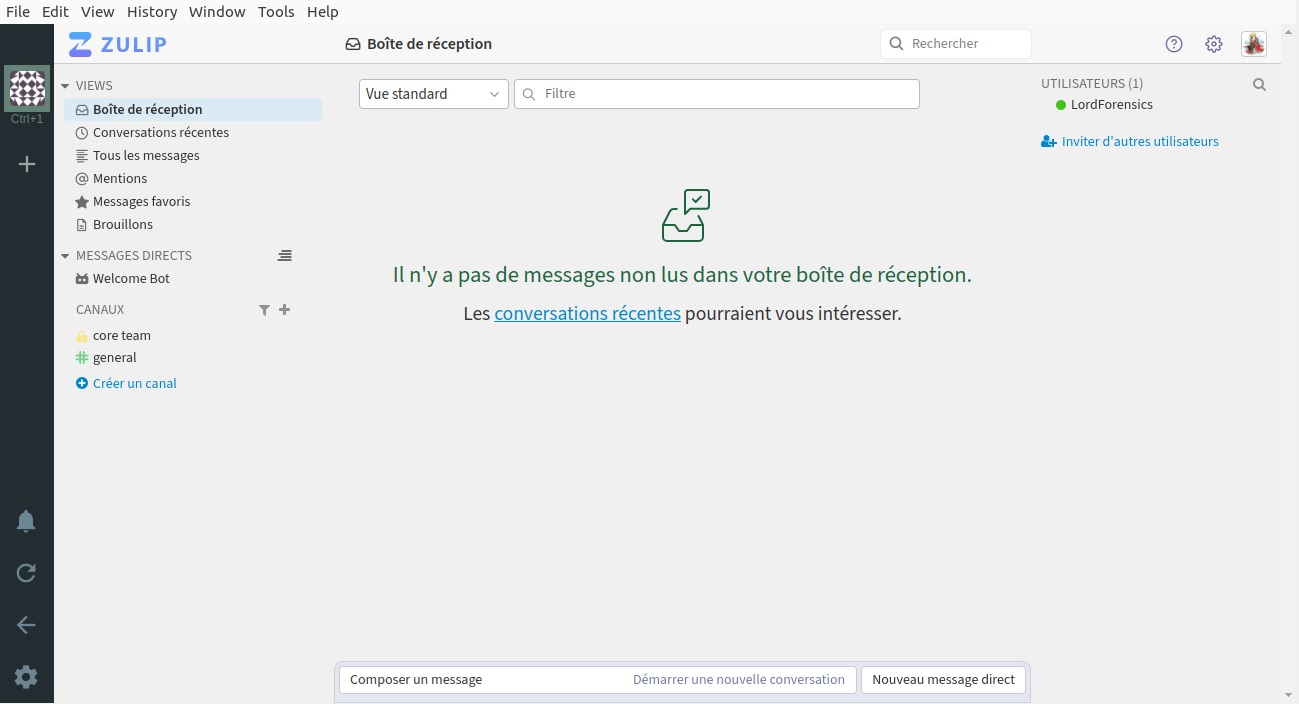 File Edit View History Window Tools Help
ZULIP
Boîte de réception
Rechercher
Ctrl+1
VIEWS
Boîte de réception
Conversations récentes
Tous les messages
Mentions
Messages favoris
Brouillons
MESSAGES DIRECTS
Welcome Bot
CANAUX
core team
general
Créer un canal
Vue standard
Filtre
Il n'y a pas de messages non lus dans votre boîte de réception.
Les conversations récentes pourraient vous intéresser.
UTILISATEURS (1)
LordForensics
Inviter d'autres utilisateurs
Composer un message
Démarrer une nouvelle conversation
Nouveau message direct